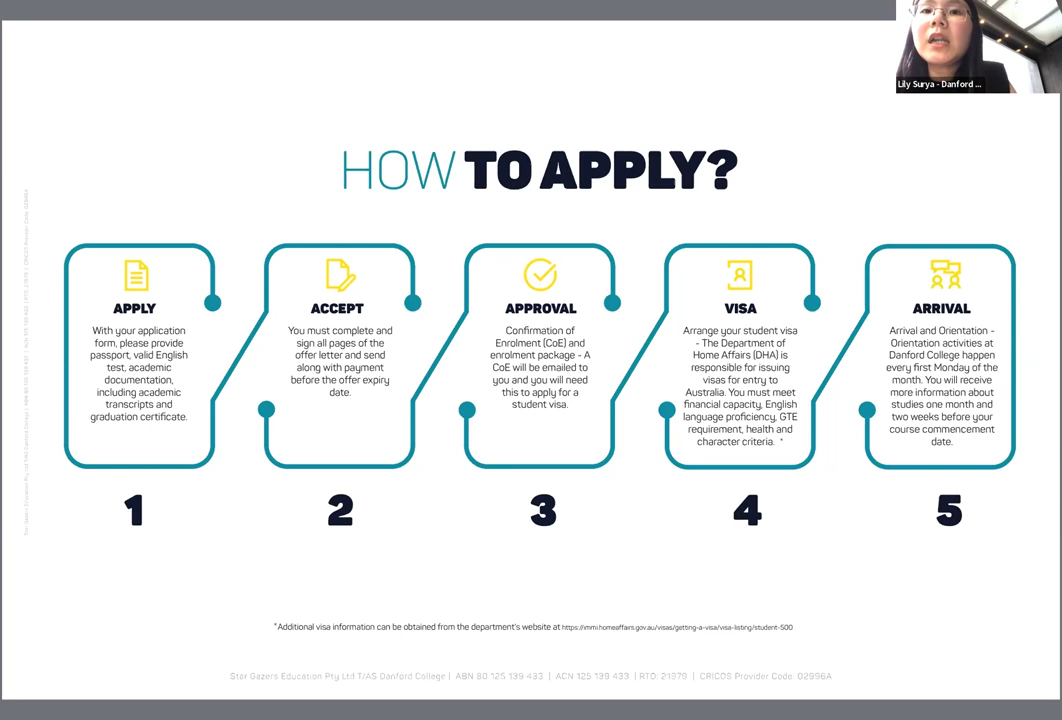 Lily Surya - Danford ...
HOW TO APPLY?
APPLY
With your application
form, please provide
passport, valid English
test, academic
documentation,
including academic
transcripts and
graduation certificate.
1
ACCEPT
You must complete and
sign all pages of the
offer letter and send
along with payment
before the offer expiry
date.
2
APPROVAL
Confirmation of
Enrolment (CoE) and
enrolment package - A
CoE will be emailed to
you and you will need
this to apply for a
student visa.
3
VISA
Arrange your student visa
- The Department of
Home Affairs (DHA) is
responsible for issuing
visas for entry to
Australia. You must meet
financial capacity, English
language proficiency, GTE
requirement, health and
character criteria. *
4
ARRIVAL
Arrival and Orientation -
Orientation activities at
Danford College happen
every first Monday of the
month. You will receive
more information about
studies one month and
two weeks before your
course commencement
date.
5
*Additional visa information can be obtained from the department's website at https://immi.homeaffairs.gov.au/visas/getting-a-visa/visa-listing/student-500
Star Gazers Education Pty Ltd T/AS Danford College | ABN 80 125 139 433 | ACN 125 139 433 | RTO: 21979 | CRICOS Provider Code: 02996A